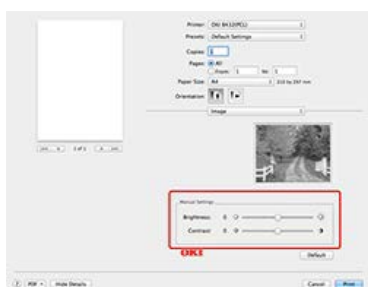 Printer: OKI B432(PCL)
Presets: Default Settings
Copies: 1
Pages: All
From: 1 to: 1
Paper Size: A4 210 by 297 mm
Orientation:
Image
1 of 1
Manual Settings
Brightness: 0
Contrast: 0
OKI
Default
? PDF Hide Details Cancel Print